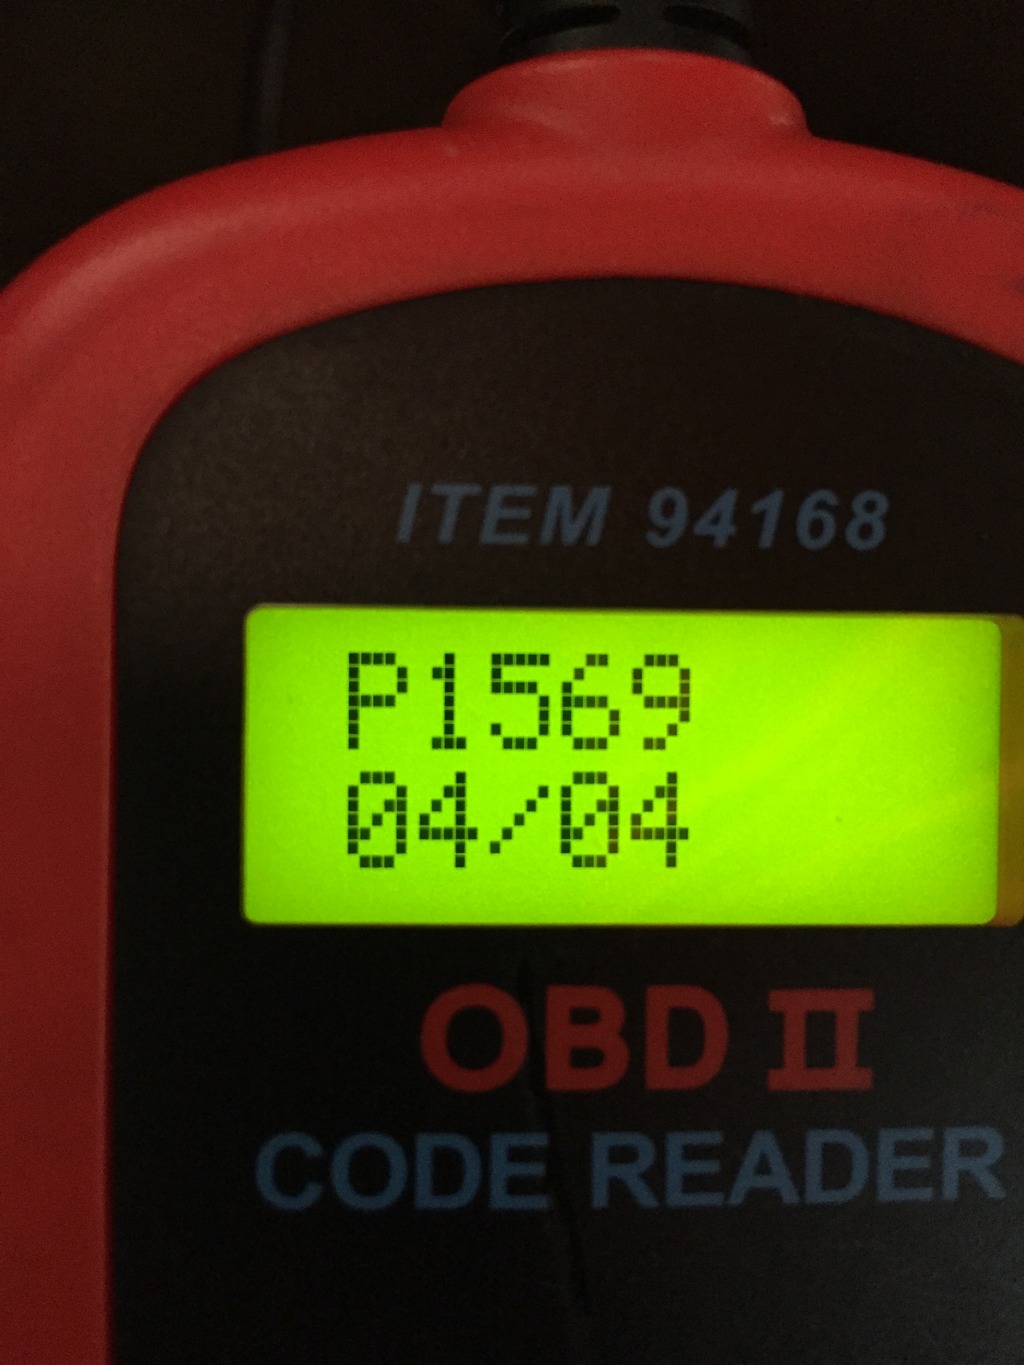 ITEM 94168
P1569
04/04
OBD II
CODE READER